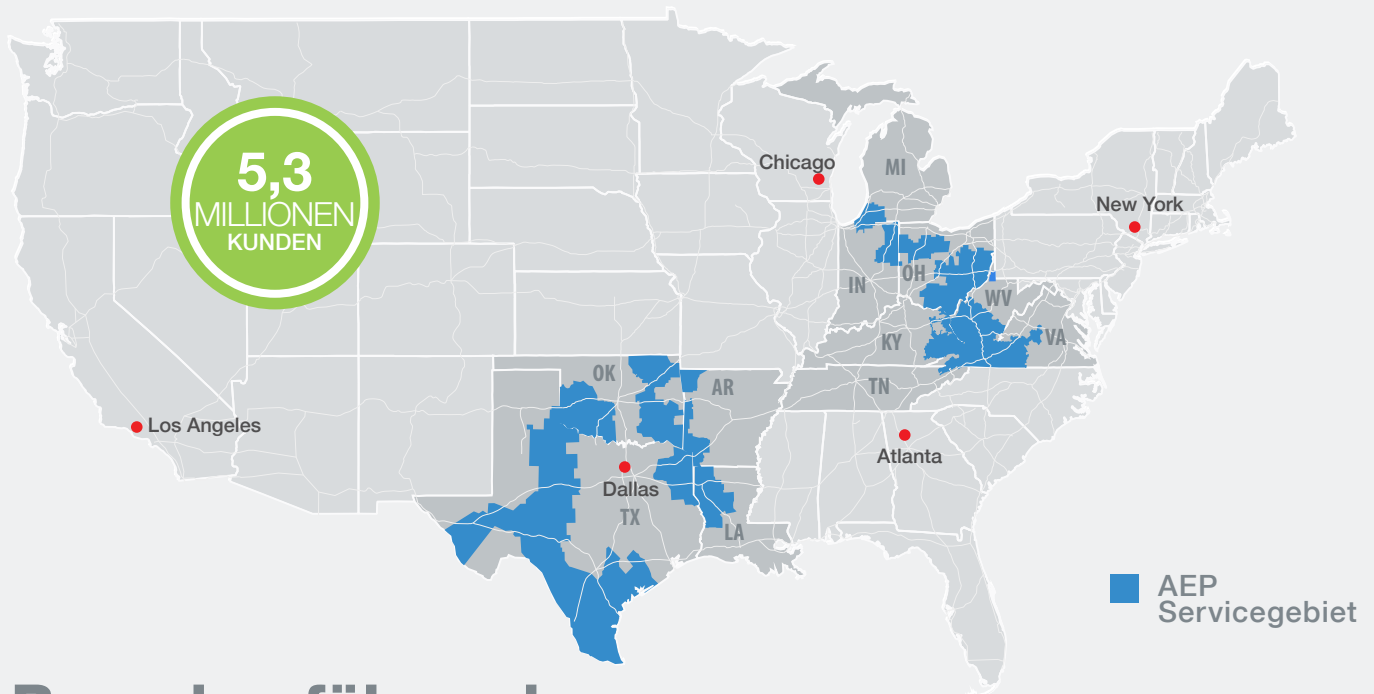 5,3
MILLIONEN
KUNDEN
Chicago
MI
New York
IN
OH
WV
KY
VA
OK
AR
TN
Los Angeles
Atlanta
Dallas
TX
LA
AEP
Servicegebiet